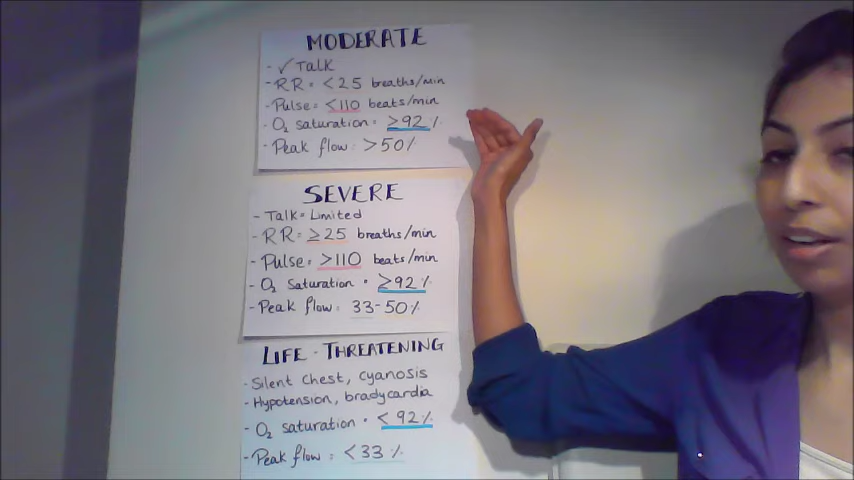 MODERATE
- ✓ Talk
- RR = <25 breaths/min
- Pulse = <110 beats/min
- O₂ saturation = ≥92%
- Peak flow = >50%
SEVERE
- Talk = Limited
- RR = ≥25 breaths/min
- Pulse = >110 beats/min
- O₂ saturation = ≥92%
- Peak flow = 33-50%
LIFE - THREATENING
- Silent Chest, cyanosis
- Hypotension, bradycardia
- O₂ saturation = <92%
- Peak flow = <33%